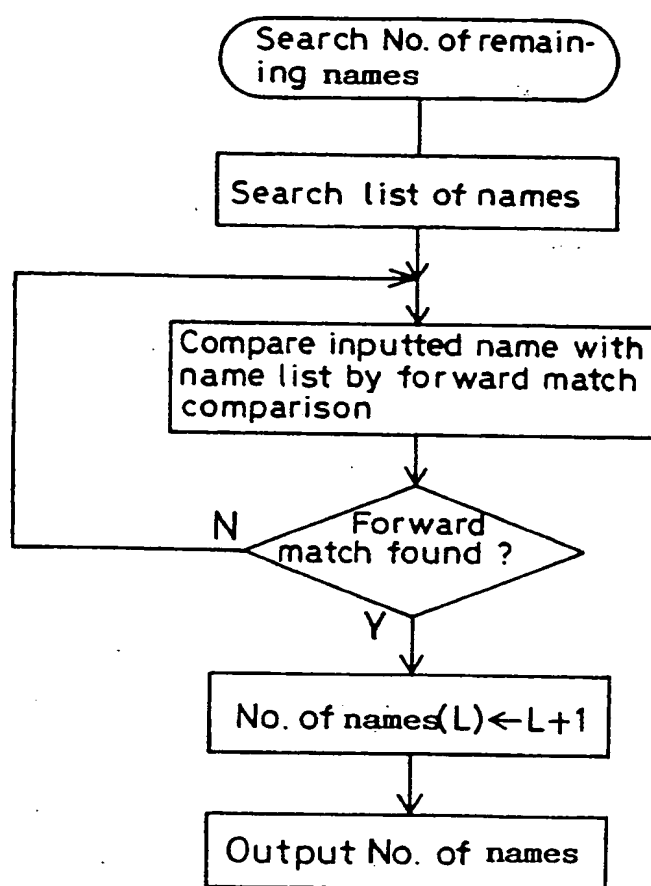 Search No. of remain-
ing names
Search list of names
Compare inputted name with
name list by forward match
comparison
Forward
match found ?
N
Y
No. of names(L)←L+1
Output No. of names